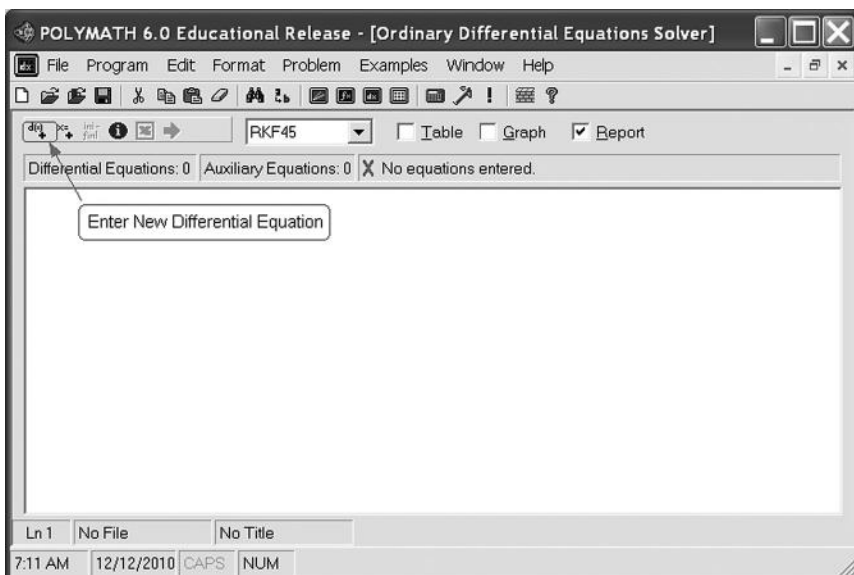 POLYMATH 6.0 Educational Release - [Ordinary Differential Equations Solver]
File Program Edit Format Problem Examples Window Help
RKF45 Table Graph Report
Differential Equations: 0 Auxiliary Equations: 0 No equations entered.
Enter New Differential Equation
Ln 1 No File No Title
7:11 AM 12/12/2010 CAPS NUM